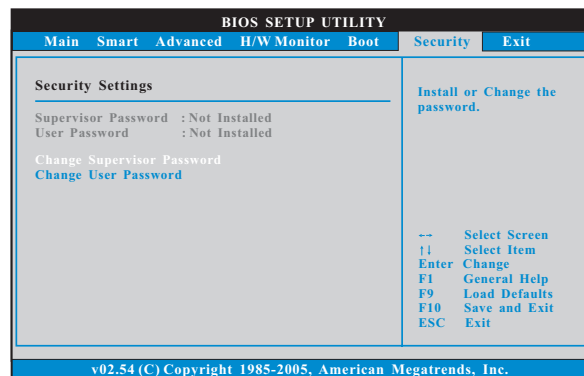 BIOS SETUP UTILITY
Main Smart Advanced H/W Monitor Boot Security Exit
Security Settings
Supervisor Password : Not Installed
User Password : Not Installed
Change Supervisor Password
Change User Password
Install or Change the
password.
←→ Select Screen
↑↓ Select Item
Enter Change
F1 General Help
F9 Load Defaults
F10 Save and Exit
ESC Exit
v02.54 (C) Copyright 1985-2005, American Megatrends, Inc.